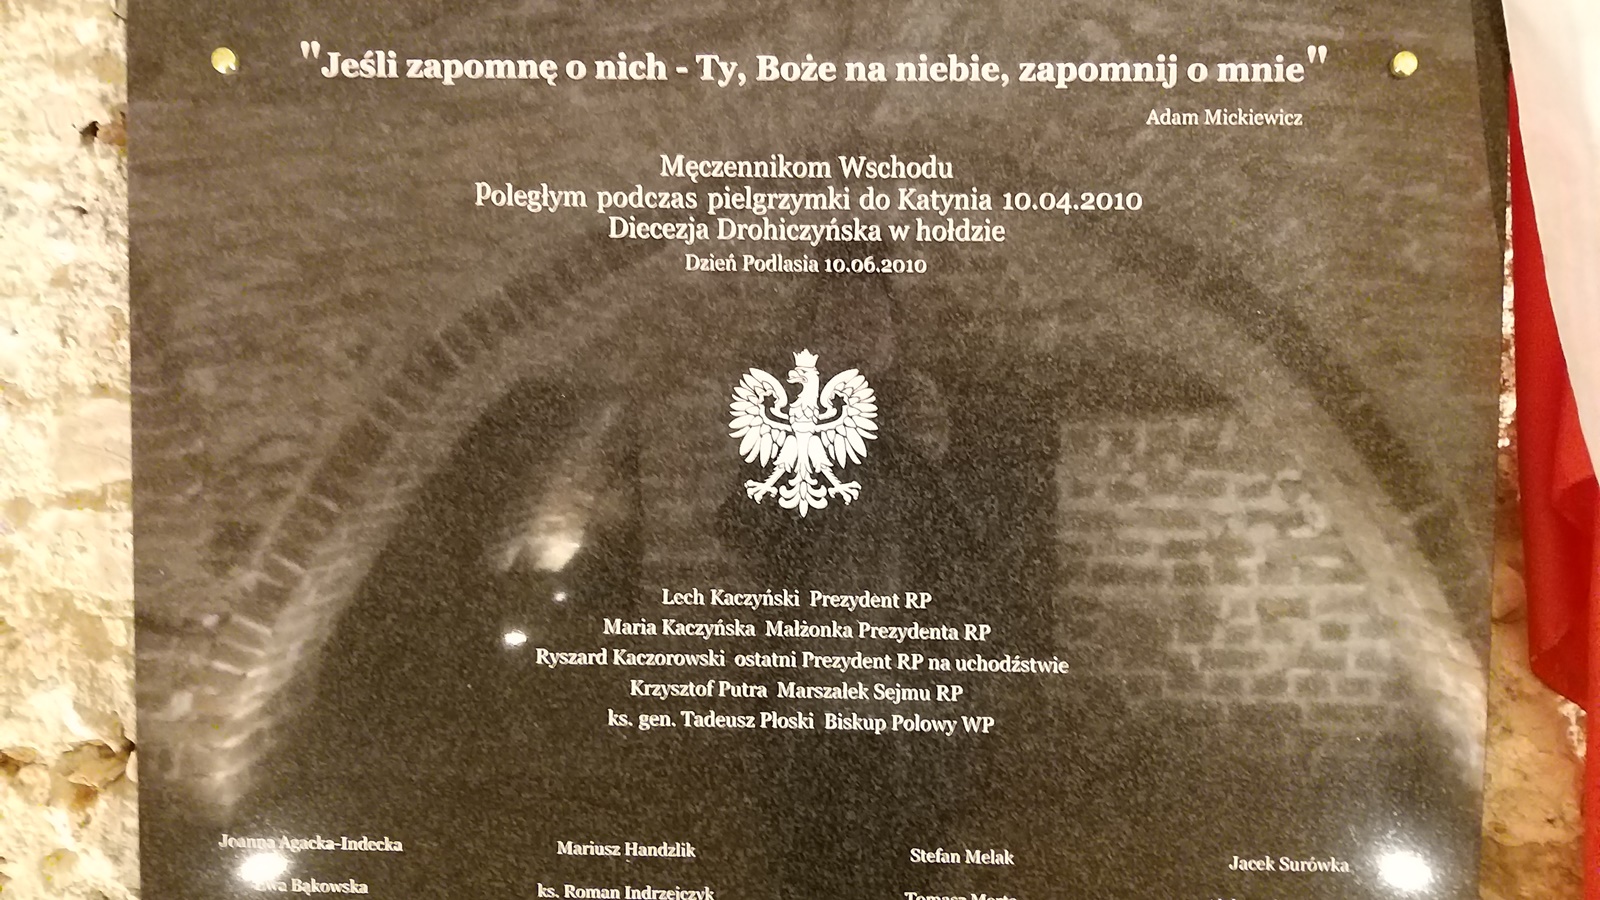 "Jeśli zapomnę o nich - Ty, Boże na niebie, zapomnij o mnie"
Adam Mickiewicz
Męczennikom Wschodu
Poległym podczas pielgrzymki do Katynia 10.04.2010
Diecezja Drohiczyńska w hołdzie
Dzień Podlasia 10.06.2010
Lech Kaczyński Prezydent RP
Maria Kaczyńska Małżonka Prezydenta RP
Ryszard Kaczorowski ostatni Prezydent RP na uchodźstwie
Krzysztof Putra Marszałek Sejmu RP
ks. gen. Tadeusz Płoski Biskup Polowy WP
Joanna Agacka-Indecka Mariusz Handzlik Stefan Melak Jacek Surówka
Ewa Bąkowska ks. Roman Indrzejczyk Tomasz Merta